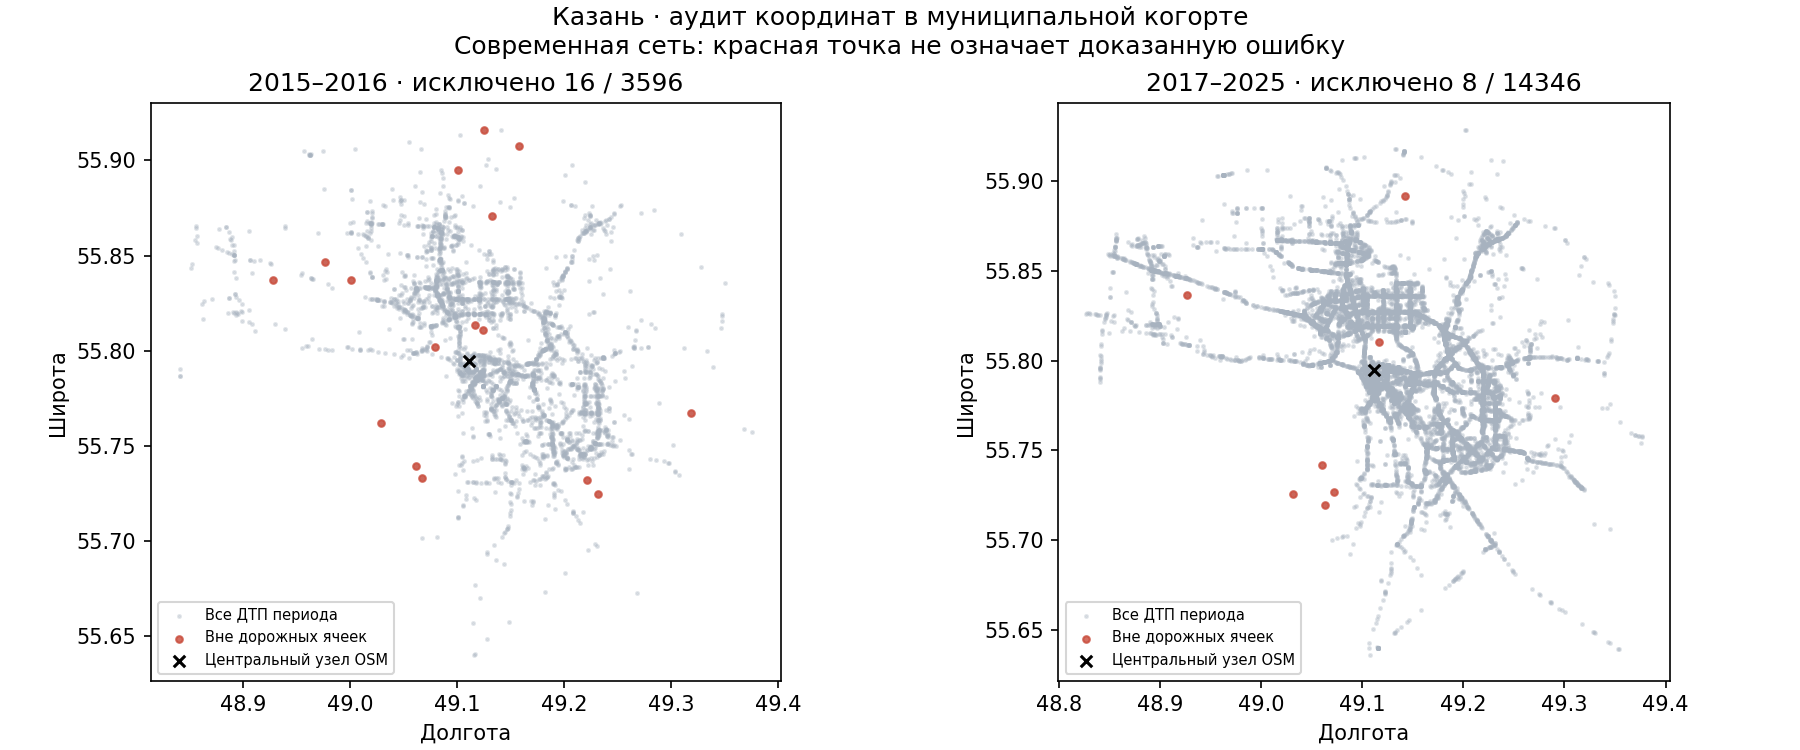 Казань · аудит координат в муниципальной когорте
Современная сеть: красная точка не означает доказанную ошибку
2015–2016 · исключено 16 / 3596
55.90
55.85
55.80
55.75
55.70
55.65
Широта
Все ДТП периода
Вне дорожных ячеек
Центральный узел OSM
48.9
49.0
49.1
49.2
49.3
49.4
Долгота
2017–2025 · исключено 8 / 14346
55.90
55.85
55.80
55.75
55.70
55.65
Широта
Все ДТП периода
Вне дорожных ячеек
Центральный узел OSM
48.8
48.9
49.0
49.1
49.2
49.3
49.4
Долгота